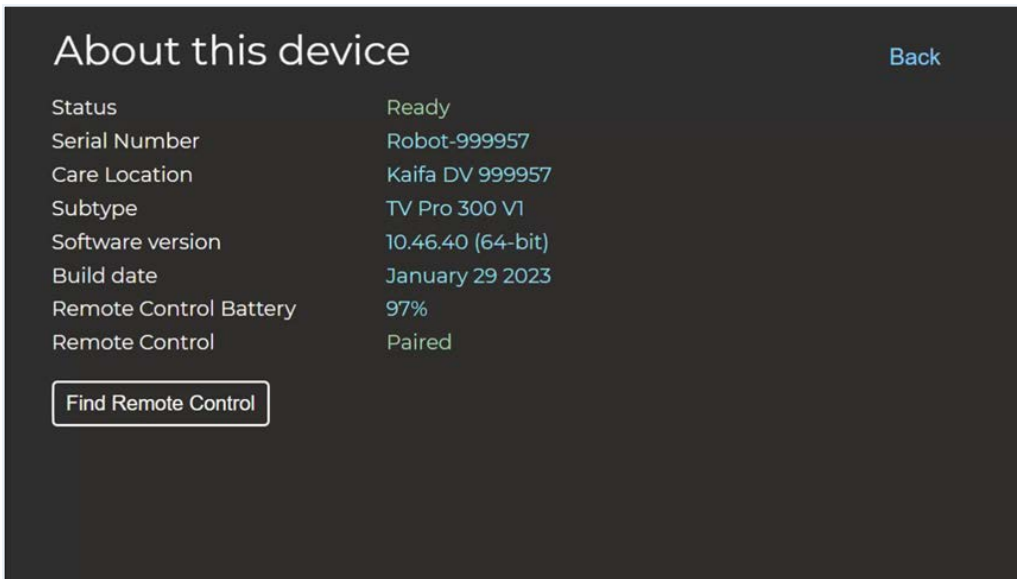 About this device
Back
Status Ready
Serial Number Robot-999957
Care Location Kaifa DV 999957
Subtype TV Pro 300 V1
Software version 10.46.40 (64-bit)
Build date January 29 2023
Remote Control Battery 97%
Remote Control Paired
Find Remote Control